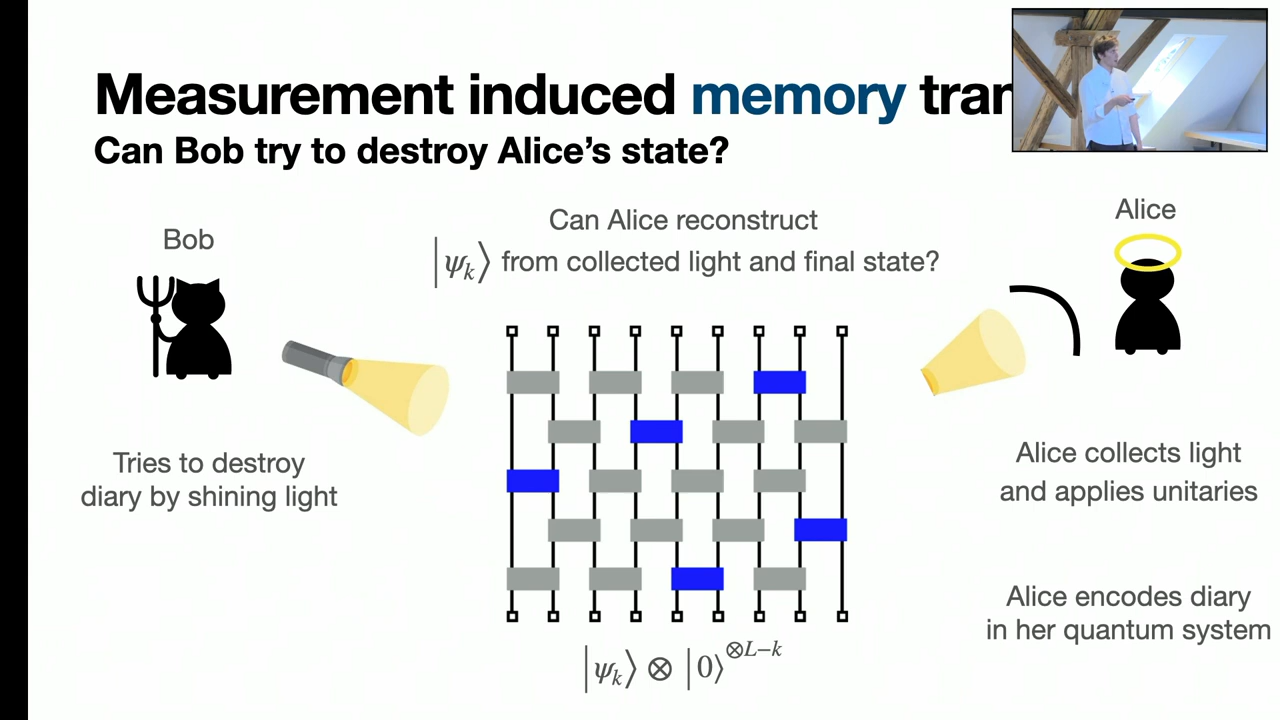 Measurement induced memory tran
Can Bob try to destroy Alice's state?
Bob
Can Alice reconstruct
|ψₖ⟩ from collected light and final state?
Alice
Tries to destroy
diary by shining light
Alice collects light
and applies unitaries
Alice encodes diary
in her quantum system
|ψₖ⟩ ⊗ |0⟩^{⊗L−k}